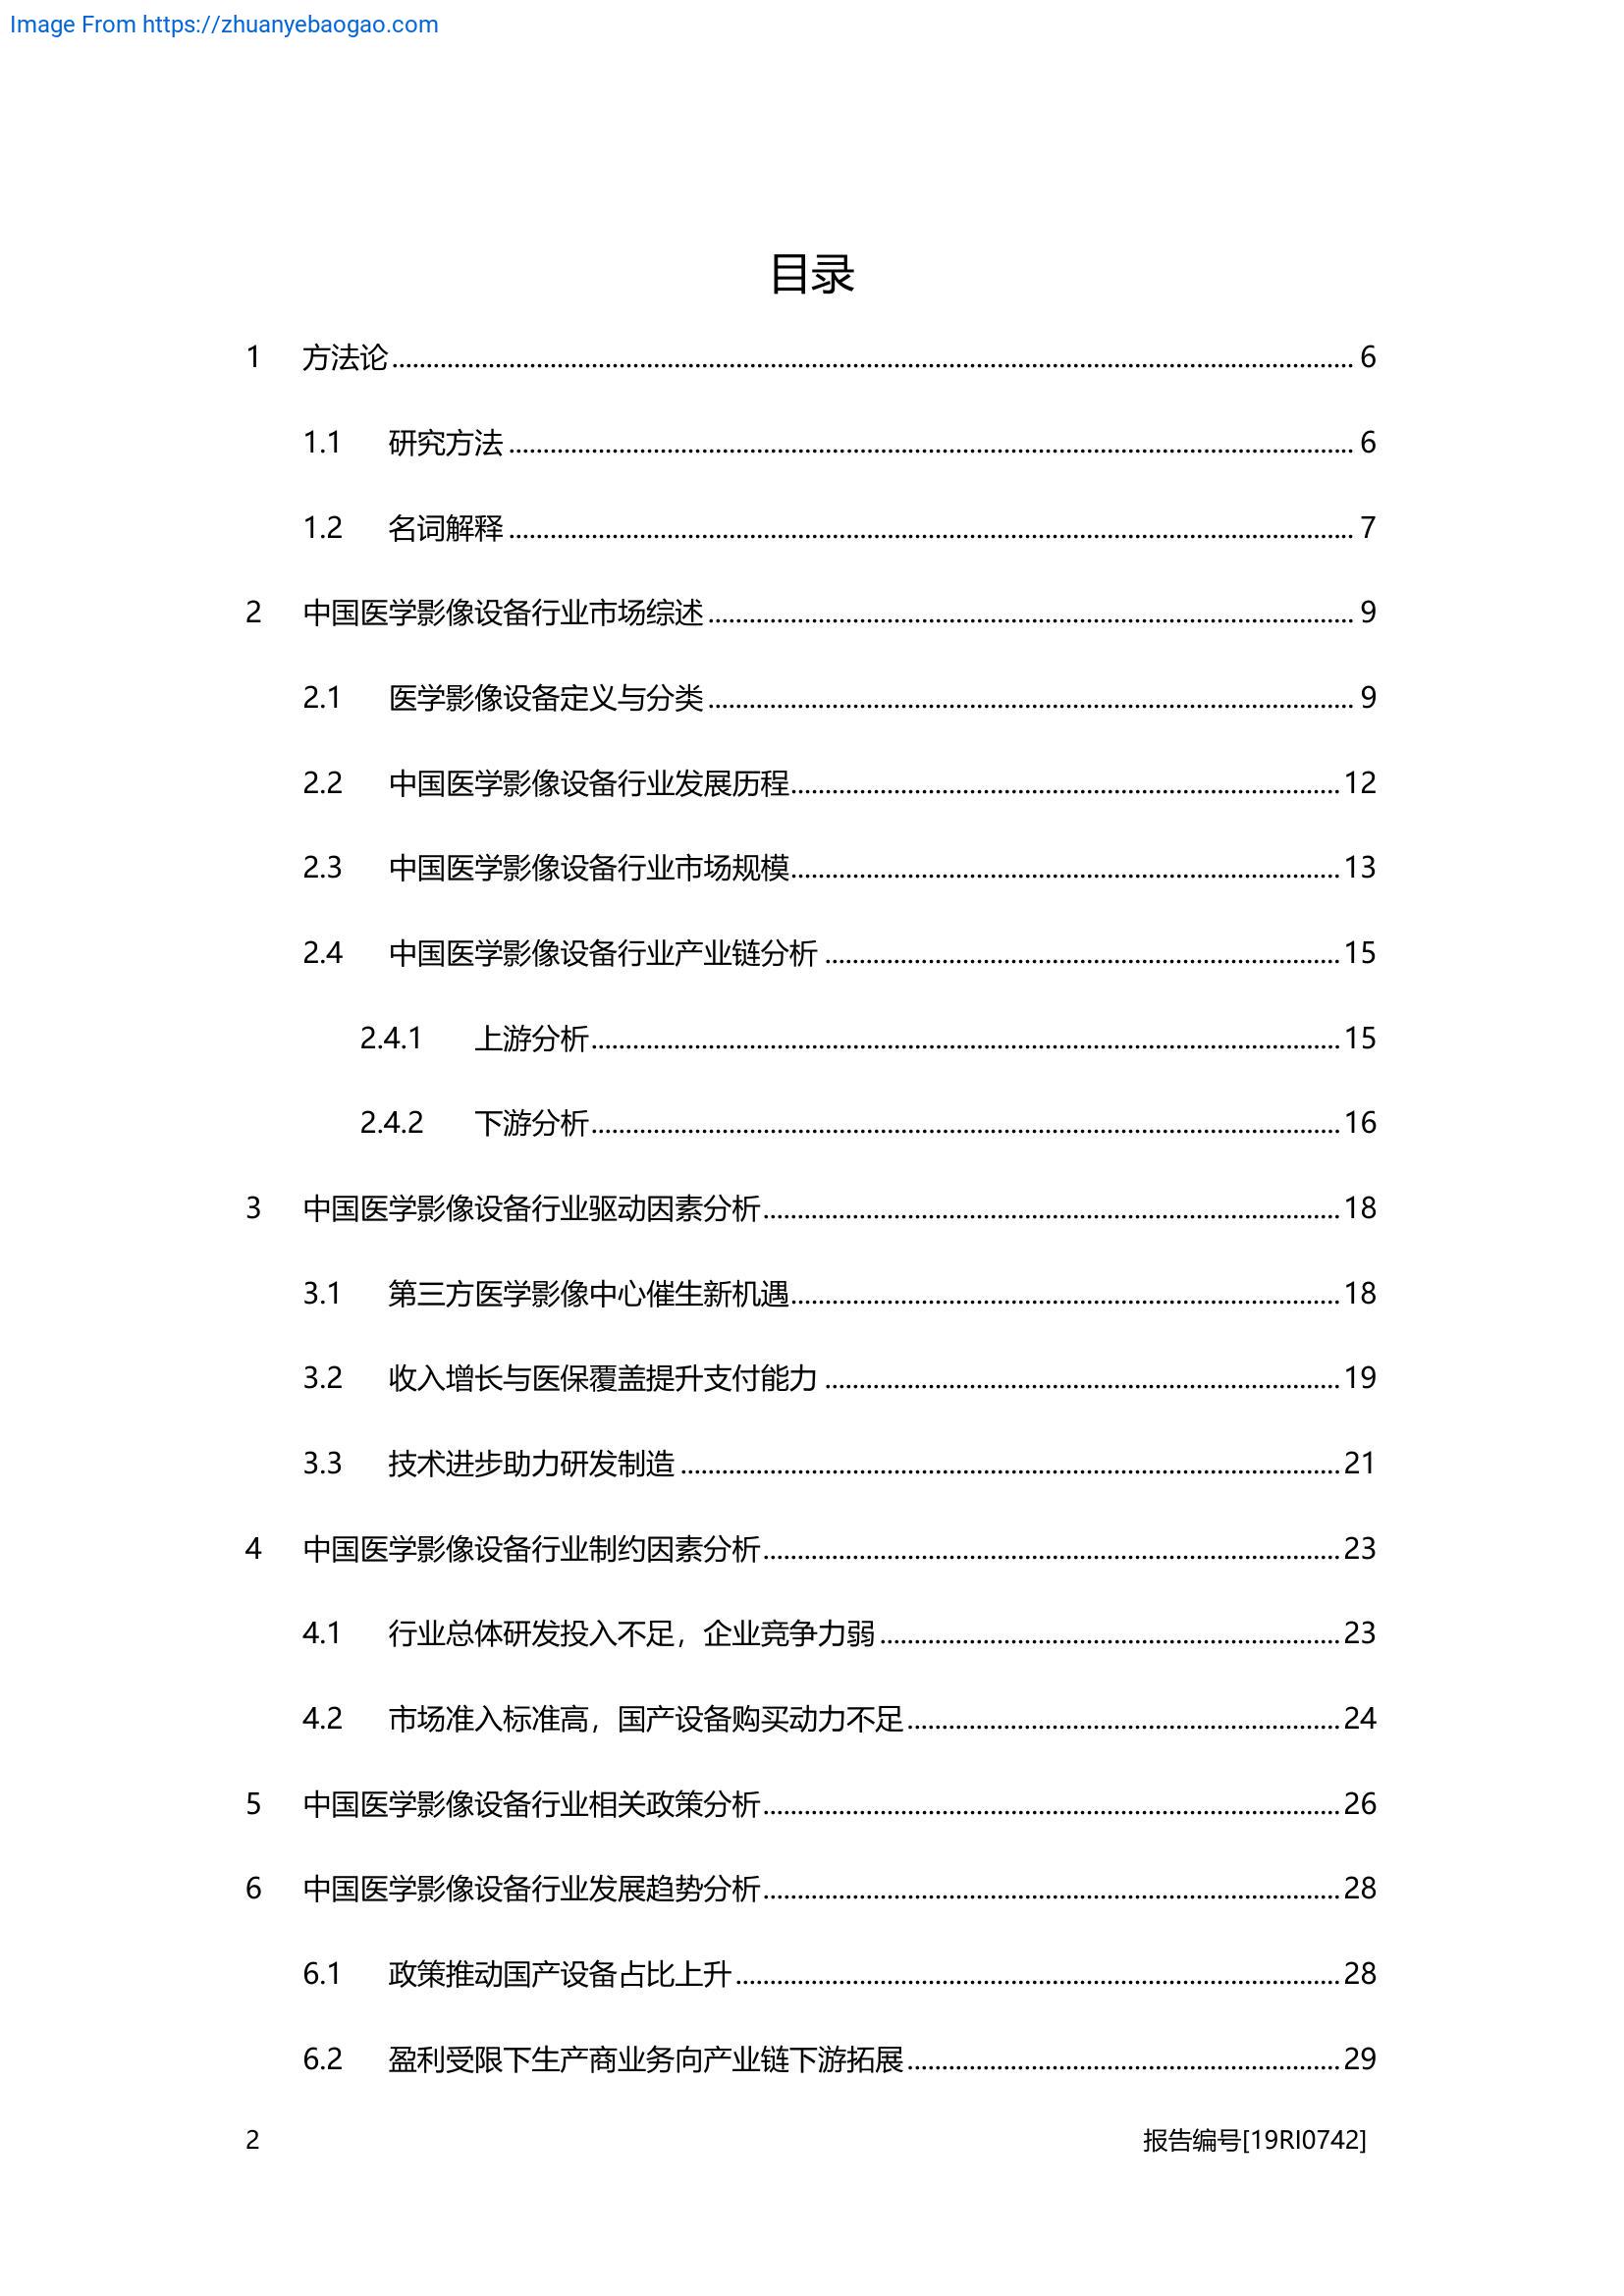 Image From https://zhuanyebaogao.com
目录
1 方法论 6
1.1 研究方法 6
1.2 名词解释 7
2 中国医学影像设备行业市场综述 9
2.1 医学影像设备定义与分类 9
2.2 中国医学影像设备行业发展历程 12
2.3 中国医学影像设备行业市场规模 13
2.4 中国医学影像设备行业产业链分析 15
2.4.1 上游分析 15
2.4.2 下游分析 16
3 中国医学影像设备行业驱动因素分析 18
3.1 第三方医学影像中心催生新机遇 18
3.2 收入增长与医保覆盖提升支付能力 19
3.3 技术进步助力研发制造 21
4 中国医学影像设备行业制约因素分析 23
4.1 行业总体研发投入不足，企业竞争力弱 23
4.2 市场准入标准高，国产设备购买动力不足 24
5 中国医学影像设备行业相关政策分析 26
6 中国医学影像设备行业发展趋势分析 28
6.1 政策推动国产设备占比上升 28
6.2 盈利受限下生产商业务向产业链下游拓展 29
2 报告编号[19RI0742]